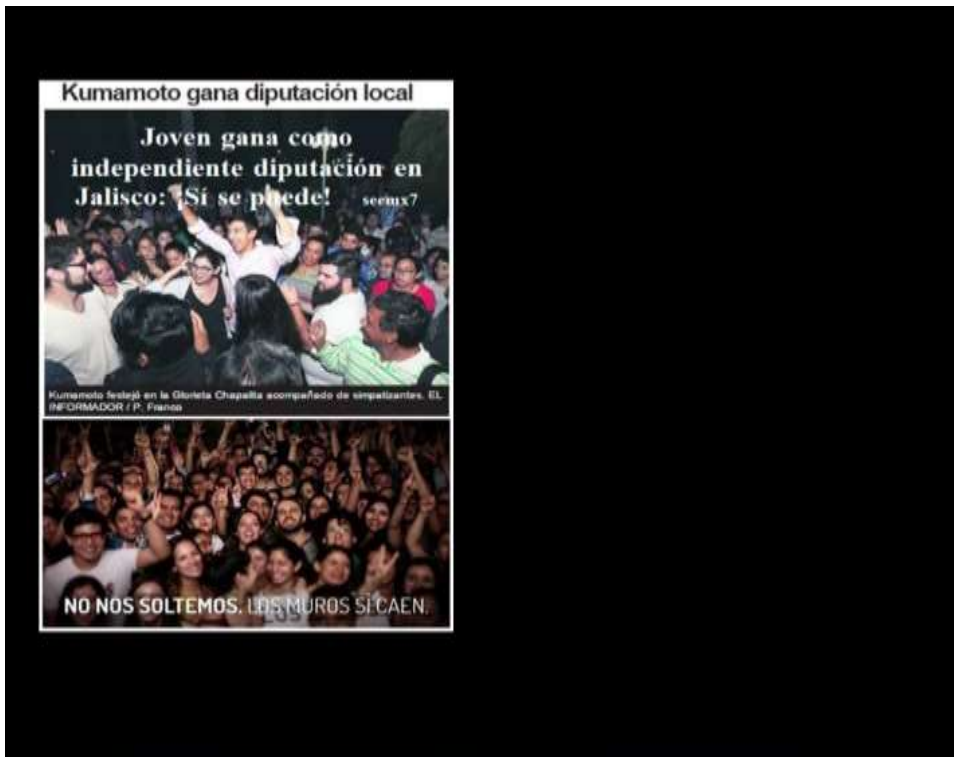 Kumamoto gana diputación local
Joven gana como
independiente diputación en
Jalisco: ¡Sí se puede! seemx7
Kumamoto festejó en la Glorieta Chapalita acompañado de simpatizantes. EL
INFORMADOR / P. Franco
NO NOS SOLTEMOS. LOS MUROS SÍ CAEN.